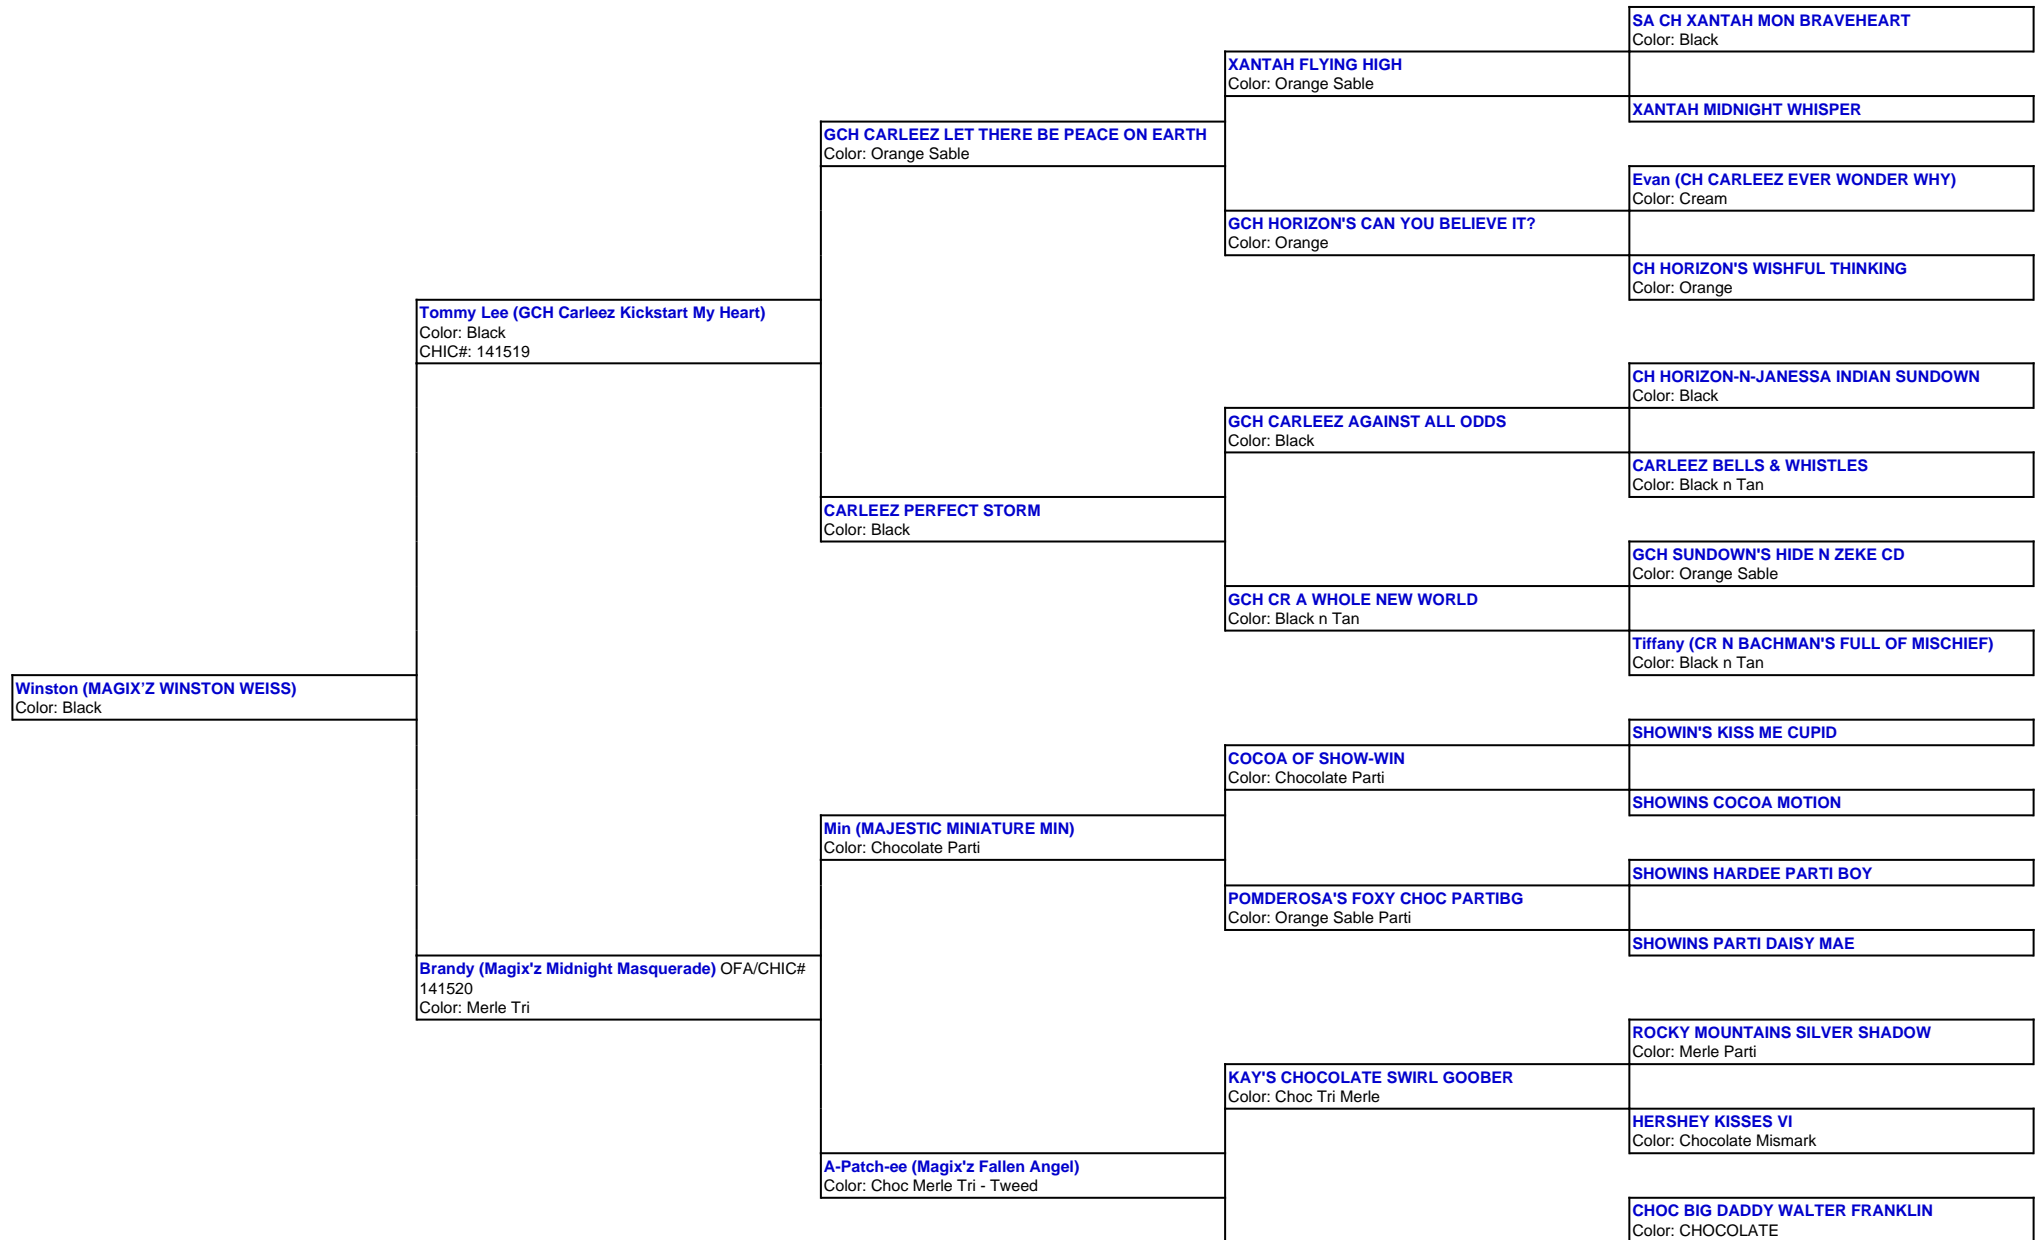 SA CH XANTAH MON BRAVEHEART
Color: Black
XANTAH FLYING HIGH
Color: Orange Sable
XANTAH MIDNIGHT WHISPER
GCH CARLEEZ LET THERE BE PEACE ON EARTH
Color: Orange Sable
Evan (CH CARLEEZ EVER WONDER WHY)
Color: Cream
GCH HORIZON'S CAN YOU BELIEVE IT?
Color: Orange
CH HORIZON'S WISHFUL THINKING
Color: Orange
Tommy Lee (GCH Carleez Kickstart My Heart)
Color: Black
CHIC#: 141519
CH HORIZON-N-JANESSA INDIAN SUNDOWN
Color: Black
GCH CARLEEZ AGAINST ALL ODDS
Color: Black
CARLEEZ BELLS & WHISTLES
Color: Black n Tan
CARLEEZ PERFECT STORM
Color: Black
GCH SUNDOWN'S HIDE N ZEKE CD
Color: Orange Sable
GCH CR A WHOLE NEW WORLD
Color: Black n Tan
Tiffany (CR N BACHMAN'S FULL OF MISCHIEF)
Color: Black n Tan
Winston (MAGIX’Z WINSTON WEISS)
Color: Black
SHOWIN'S KISS ME CUPID
COCOA OF SHOW-WIN
Color: Chocolate Parti
SHOWINS COCOA MOTION
Min (MAJESTIC MINIATURE MIN)
Color: Chocolate Parti
SHOWINS HARDEE PARTI BOY
POMDEROSA'S FOXY CHOC PARTIBG
Color: Orange Sable Parti
SHOWINS PARTI DAISY MAE
Brandy (Magix'z Midnight Masquerade) OFA/CHIC#
141520
Color: Merle Tri
ROCKY MOUNTAINS SILVER SHADOW
Color: Merle Parti
KAY'S CHOCOLATE SWIRL GOOBER
Color: Choc Tri Merle
HERSHEY KISSES VI
Color: Chocolate Mismark
A-Patch-ee (Magix'z Fallen Angel)
Color: Choc Merle Tri - Tweed
CHOC BIG DADDY WALTER FRANKLIN
Color: CHOCOLATE